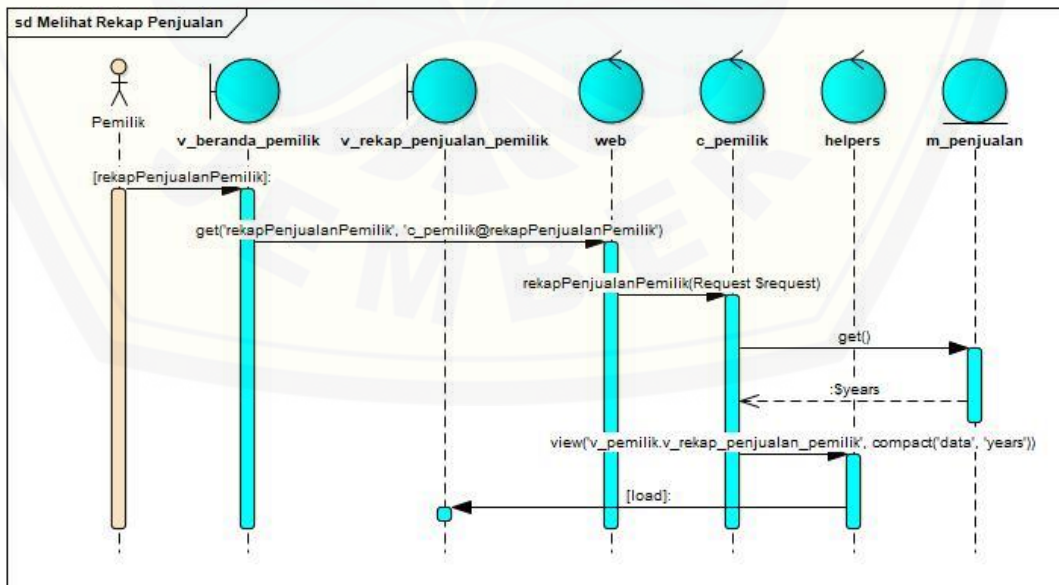 sd Melihat Rekap Penjualan
Pemilik
v_beranda_pemilik
v_rekap_penjualan_pemilik
web
c_pemilik
helpers
m_penjualan
[rekapPenjualanPemilik]:
get('rekapPenjualanPemilik', 'c_pemilik@rekapPenjualanPemilik')
rekapPenjualanPemilik(Request $request)
get()
:$years
view('v_pemilik.v_rekap_penjualan_pemilik', compact('data', 'years'))
[load]:
JEMBER